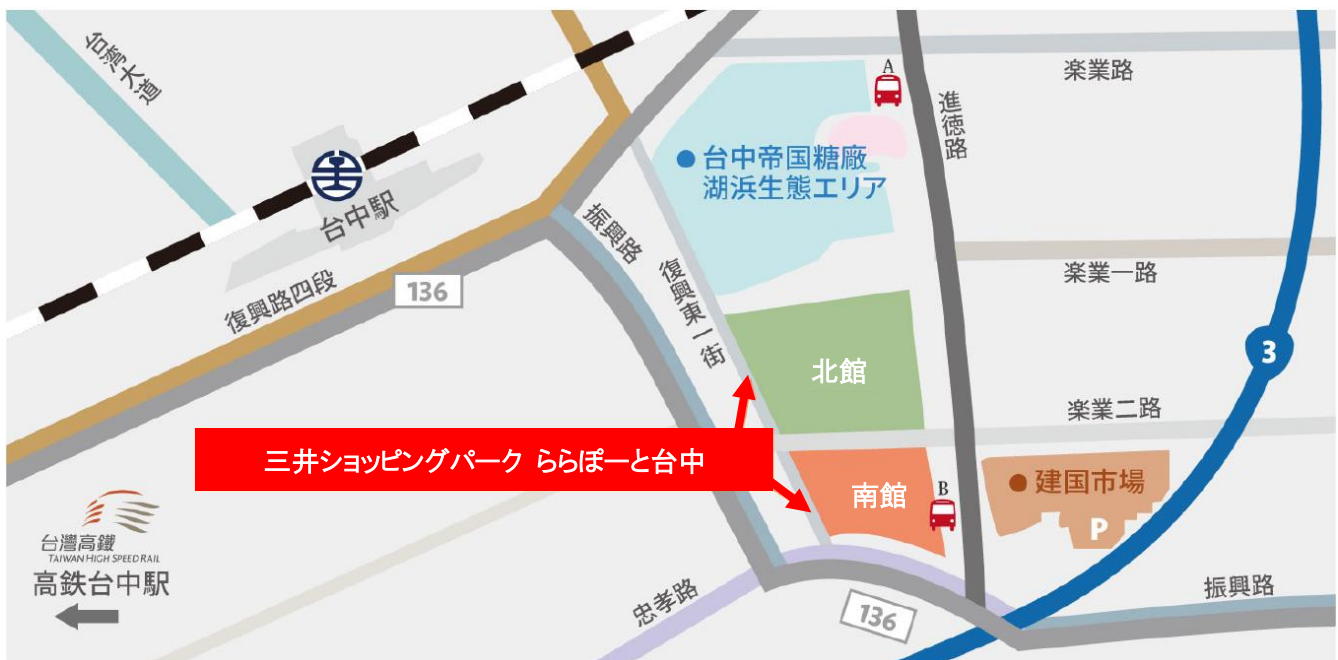 台湾大道
台中駅
復興路四段
136
楽業路
A
進徳路
台中帝国糖廠
湖浜生態エリア
振興路
復興東一街
楽業一路
3
北館
楽業二路
三井ショッピングパーク ららぽーと台中
南館
B
建国市場
P
台灣高鐵
TAIWAN HIGH SPEED RAIL
高鉄台中駅
忠孝路
136
振興路